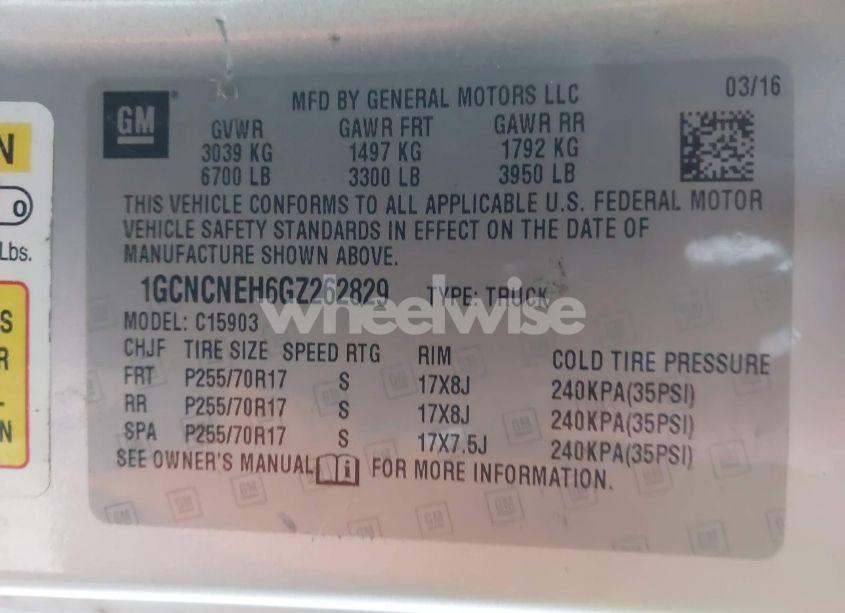 GM
MFD BY GENERAL MOTORS LLC
03/16
GVWR GAWR FRT GAWR RR
3039 KG 1497 KG 1792 KG
6700 LB 3300 LB 3950 LB
THIS VEHICLE CONFORMS TO ALL APPLICABLE U.S. FEDERAL MOTOR
VEHICLE SAFETY STANDARDS IN EFFECT ON THE DATE OF
MANUFACTURE SHOWN ABOVE.
1GCNCNEH6GZ262829 TYPE: TRUCK
wheelwise
MODEL: C15903
CHJF TIRE SIZE SPEED RTG RIM COLD TIRE PRESSURE
FRT P255/70R17 S 17X8J 240KPA(35PSI)
RR P255/70R17 S 17X8J 240KPA(35PSI)
SPA P255/70R17 S 17X7.5J 240KPA(35PSI)
SEE OWNER'S MANUAL i FOR MORE INFORMATION.
N
o
Lbs.
S
R
N